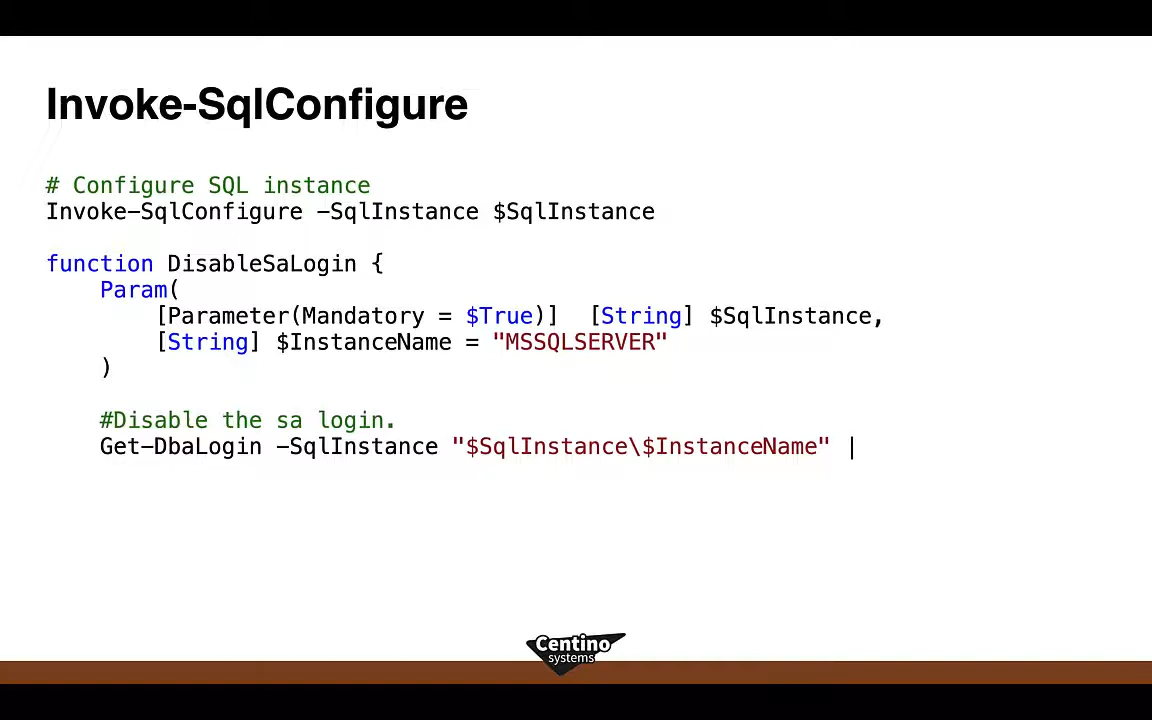 Invoke-SqlConfigure
# Configure SQL instance
Invoke-SqlConfigure -SqlInstance $SqlInstance
function DisableSaLogin {
    Param(
        [Parameter(Mandatory = $True)]  [String] $SqlInstance,
        [String] $InstanceName = "MSSQLSERVER"
    )
    #Disable the sa login.
    Get-DbaLogin -SqlInstance "$SqlInstance\$InstanceName" |
Centino
systems